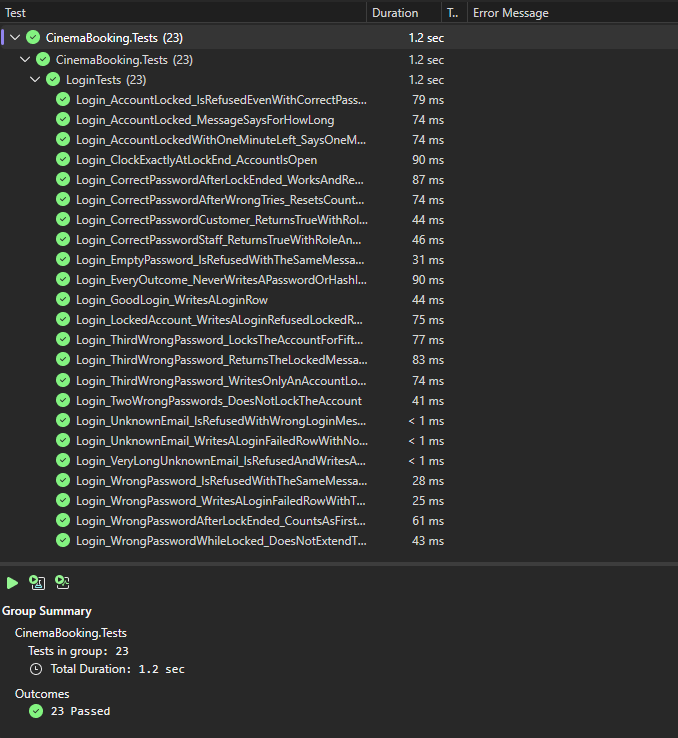 Test Duration T.. Error Message
CinemaBooking.Tests (23) 1.2 sec
CinemaBooking.Tests (23) 1.2 sec
LoginTests (23) 1.2 sec
Login_AccountLocked_IsRefusedEvenWithCorrectPass... 79 ms
Login_AccountLocked_MessageSaysForHowLong 74 ms
Login_AccountLockedWithOneMinuteLeft_SaysOneM... 74 ms
Login_ClockExactlyAtLockEnd_AccountIsOpen 90 ms
Login_CorrectPasswordAfterLockEnded_WorksAndRe... 87 ms
Login_CorrectPasswordAfterWrongTries_ResetsCount... 74 ms
Login_CorrectPasswordCustomer_ReturnsTrueWithRol... 44 ms
Login_CorrectPasswordStaff_ReturnsTrueWithRoleAn... 46 ms
Login_EmptyPassword_IsRefusedWithTheSameMessa... 31 ms
Login_EveryOutcome_NeverWritesAPasswordOrHashI... 90 ms
Login_GoodLogin_WritesALoginRow 44 ms
Login_LockedAccount_WritesALoginRefusedLockedR... 75 ms
Login_ThirdWrongPassword_LocksTheAccountForFift... 77 ms
Login_ThirdWrongPassword_ReturnsTheLockedMessa... 83 ms
Login_ThirdWrongPassword_WritesOnlyAnAccountLo... 74 ms
Login_TwoWrongPasswords_DoesNotLockTheAccount 41 ms
Login_UnknownEmail_IsRefusedWithWrongLoginMes... < 1 ms
Login_UnknownEmail_WritesALoginFailedRowWithNo... < 1 ms
Login_VeryLongUnknownEmail_IsRefusedAndWritesA... < 1 ms
Login_WrongPassword_IsRefusedWithTheSameMessa... 28 ms
Login_WrongPassword_WritesALoginFailedRowWithT... 25 ms
Login_WrongPasswordAfterLockEnded_CountsAsFirst... 61 ms
Login_WrongPasswordWhileLocked_DoesNotExtendT... 43 ms
Group Summary
CinemaBooking.Tests
Tests in group: 23
Total Duration: 1.2 sec
Outcomes
23 Passed